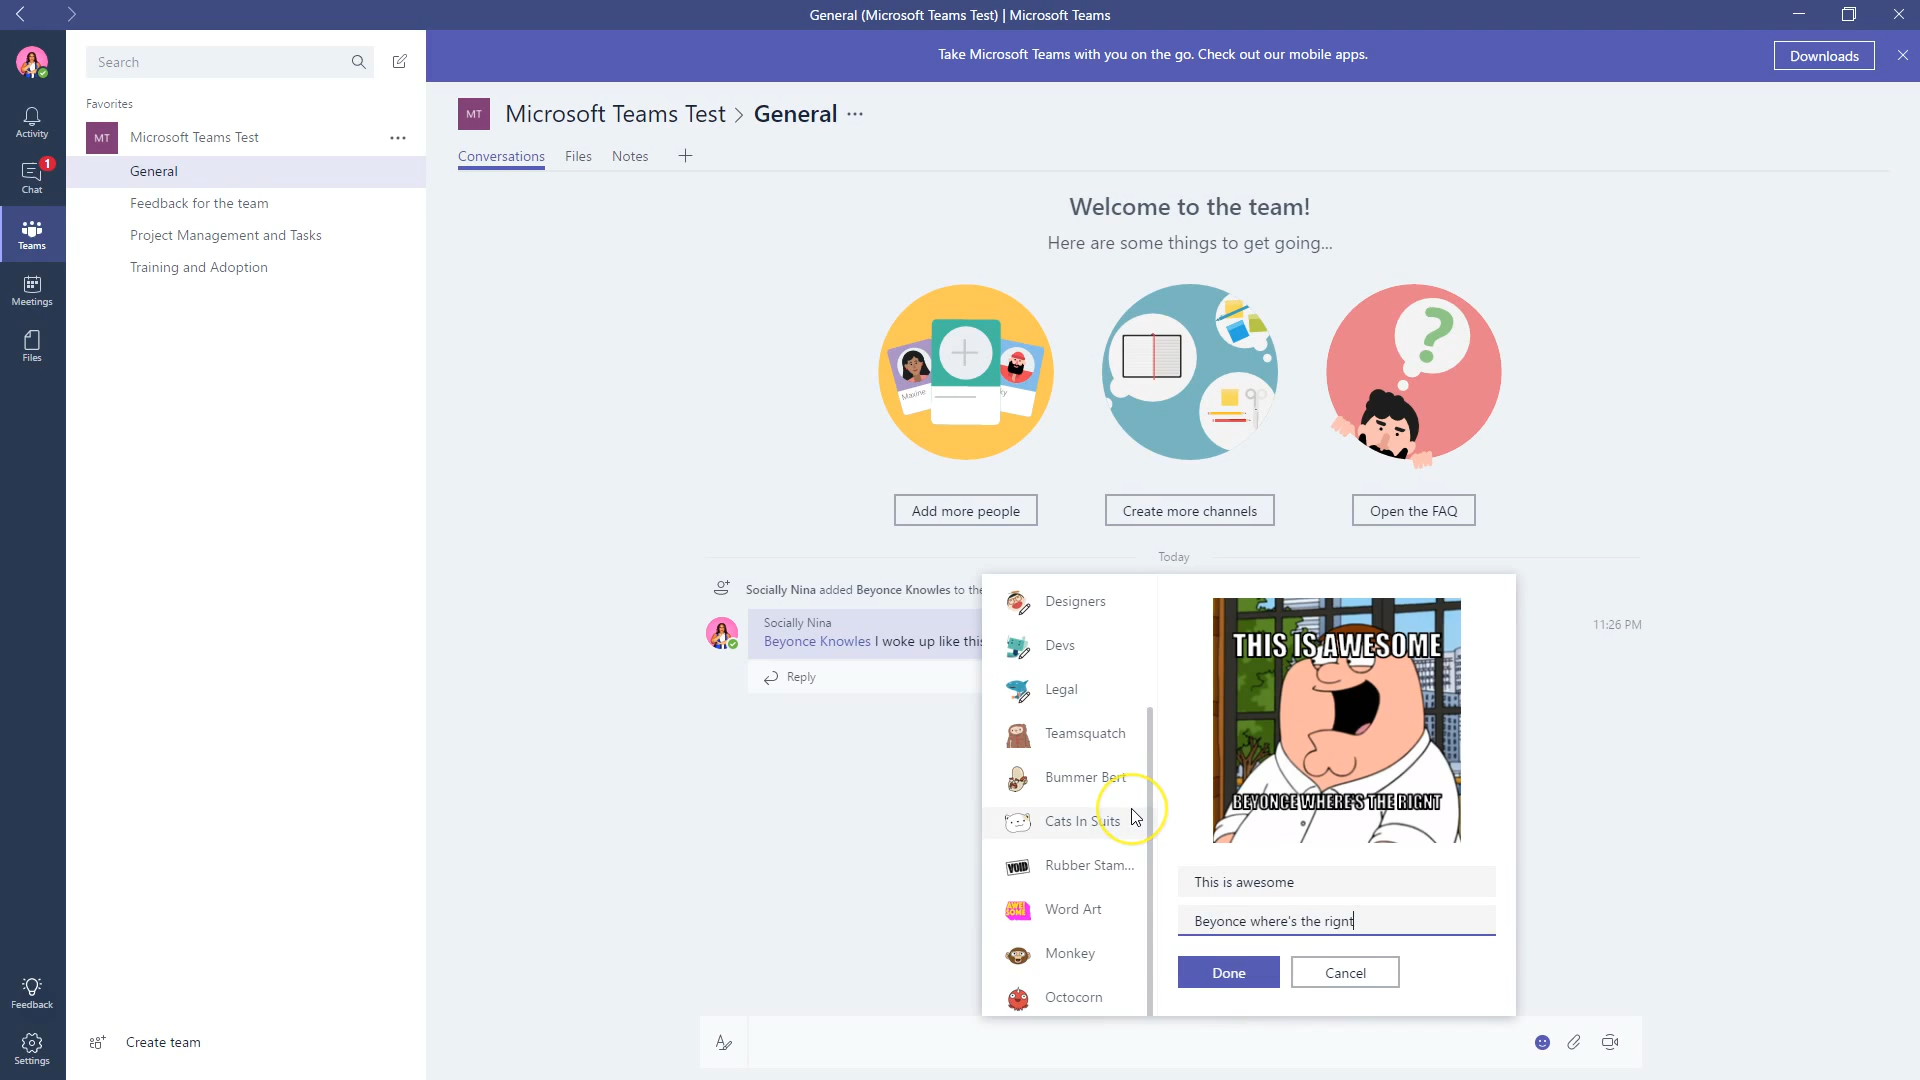 General (Microsoft Teams Test) | Microsoft Teams
Take Microsoft Teams with you on the go. Check out our mobile apps.
Downloads
Search
Activity
1
Chat
Teams
Meetings
Files
Feedback
Settings
Favorites
MT Microsoft Teams Test
General
Feedback for the team
Project Management and Tasks
Training and Adoption
Create team
MT Microsoft Teams Test > General
Conversations Files Notes
Welcome to the team!
Here are some things to get going...
Maxine
ky
?
Add more people
Create more channels
Open the FAQ
Today
Socially Nina added Beyonce Knowles to the
Socially Nina
11:26 PM
Beyonce Knowles I woke up like this
Reply
Designers
Devs
Legal
Teamsquatch
Bummer Bert
Cats In Suits
VOID Rubber Stam...
AWE
SOME
Word Art
Monkey
Octocorn
THIS IS AWESOME
BEYONCE WHERE'S THE RIGNT
This is awesome
Beyonce where's the rignt
Done
Cancel